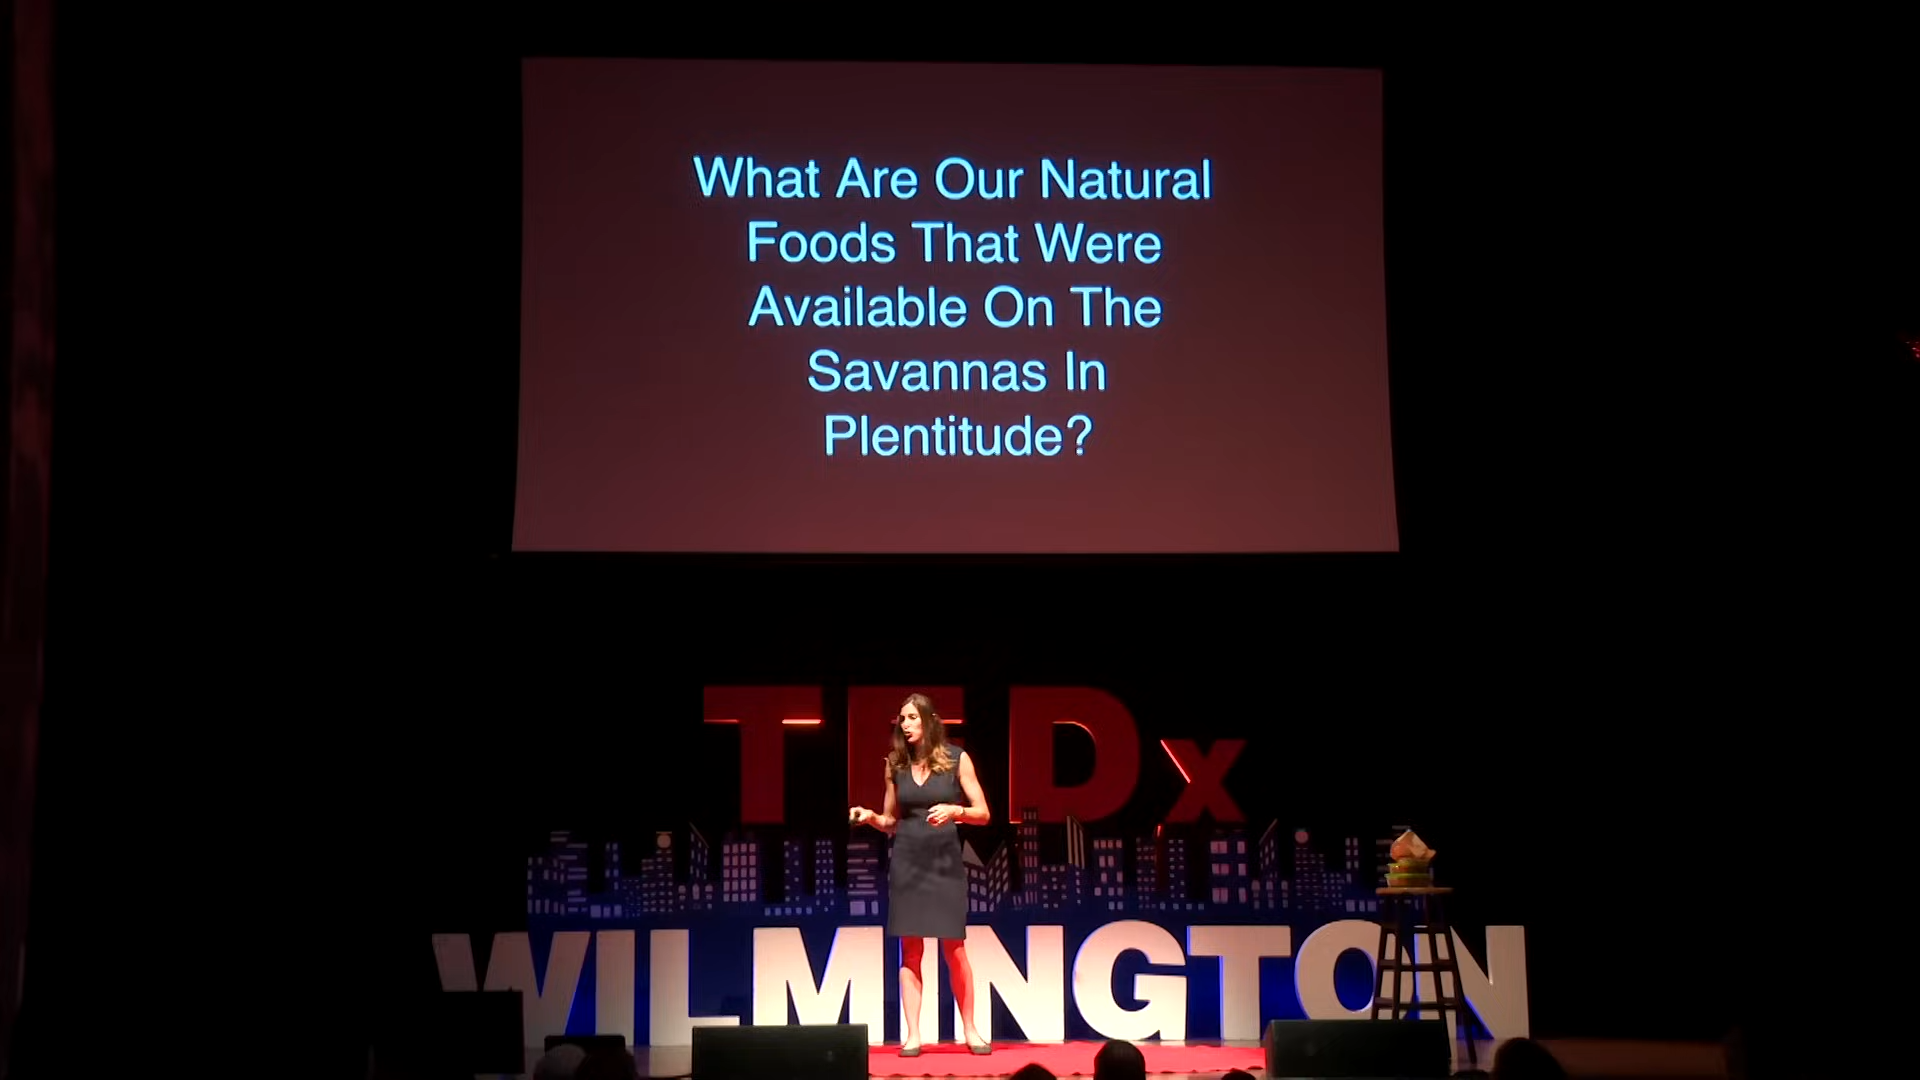 What Are Our Natural
Foods That Were
Available On The
Savannas In
Plentitude?
TEDx
WILMINGTON